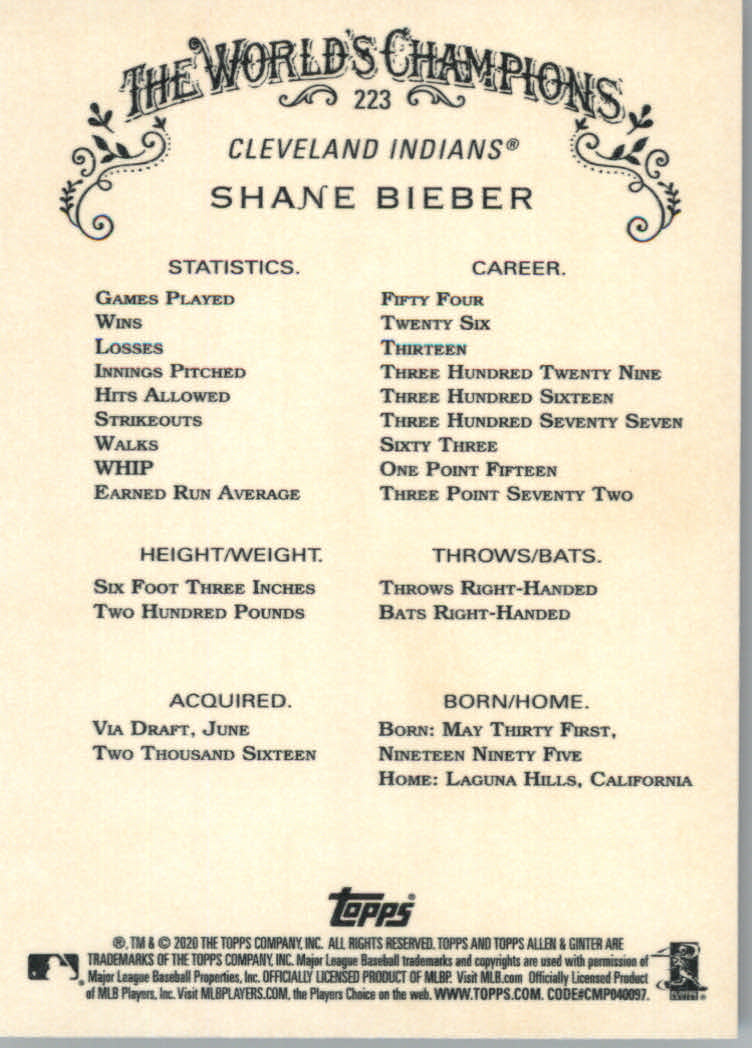 THE WORLD'S CHAMPIONS
223
CLEVELAND INDIANS®
SHANE BIEBER
STATISTICS. CAREER.
GAMES PLAYED FIFTY FOUR
WINS TWENTY SIX
LOSSES THIRTEEN
INNINGS PITCHED THREE HUNDRED TWENTY NINE
HITS ALLOWED THREE HUNDRED SIXTEEN
STRIKEOUTS THREE HUNDRED SEVENTY SEVEN
WALKS SIXTY THREE
WHIP ONE POINT FIFTEEN
EARNED RUN AVERAGE THREE POINT SEVENTY TWO
HEIGHT/WEIGHT.
SIX FOOT THREE INCHES
TWO HUNDRED POUNDS
THROWS/BATS.
THROWS RIGHT-HANDED
BATS RIGHT-HANDED
ACQUIRED.
VIA DRAFT, JUNE
TWO THOUSAND SIXTEEN
BORN/HOME.
BORN: MAY THIRTY FIRST,
NINETEEN NINETY FIVE
HOME: LAGUNA HILLS, CALIFORNIA
topps®
®, TM & © 2020 THE TOPPS COMPANY, INC. ALL RIGHTS RESERVED. TOPPS AND TOPPS ALLEN & GINTER ARE
TRADEMARKS OF THE TOPPS COMPANY, INC. Major League Baseball trademarks and copyrights are used with permission of
Major League Baseball Properties, Inc. OFFICIALLY LICENSED PRODUCT OF MLBP. Visit MLB.com Officially Licensed Product
of MLB Players, Inc. Visit MLBPLAYERS.COM, the Players Choice on the web. WWW.TOPPS.COM. CODE#CMP040097.